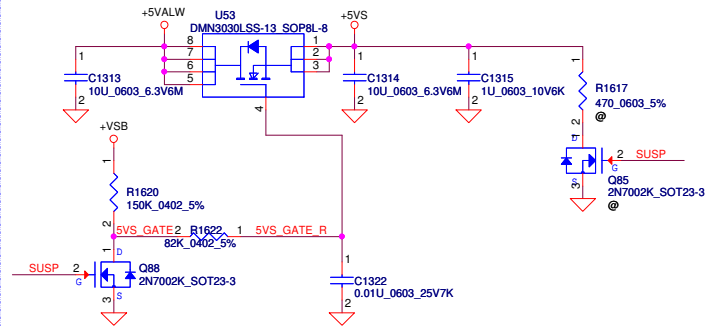 +5VALW
U53
DMN3030LSS-13_SOP8L-8
+5VS
8
7
6
5
1
2
3
4
1
C1313
10U_0603_6.3V6M
2
1
C1314
10U_0603_6.3V6M
2
1
C1315
1U_0603_10V6K
2
1
R1617
470_0603_5%
@
2
1
D
2
SUSP
G
3
S
Q85
2N7002K_SOT23-3
@
+VSB
1
R1620
150K_0402_5%
2
5VS_GATE
2
R1622
1
5VS_GATE_R
82K_0402_5%
1
D
SUSP
2
G
Q88
2N7002K_SOT23-3
3
S
1
C1322
0.01U_0603_25V7K
2